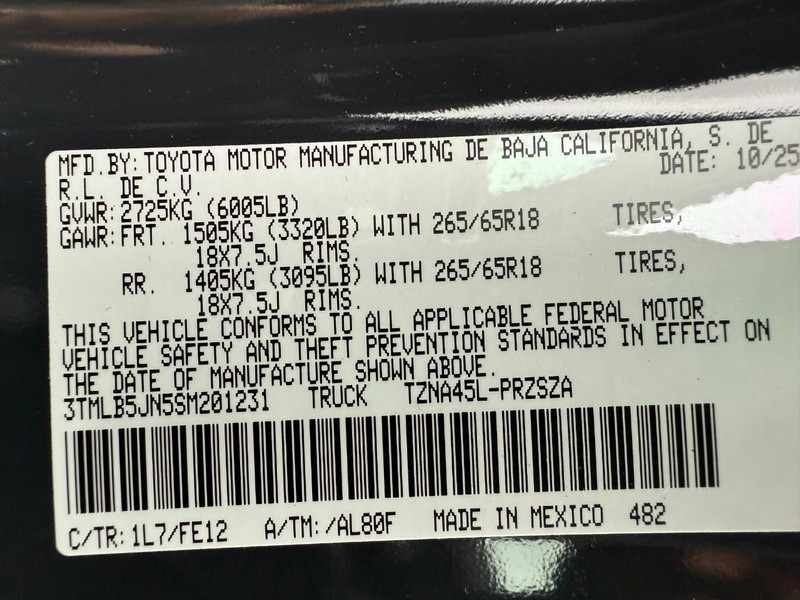 MFD.BY:TOYOTA MOTOR MANUFACTURING DE BAJA CALIFORNIA, S. DE
R.L. DE C.V. DATE: 10/25
GVWR:2725KG (6005LB)
GAWR:FRT. 1505KG (3320LB) WITH 265/65R18 TIRES,
18X7.5J RIMS.
RR. 1405KG (3095LB) WITH 265/65R18 TIRES,
18X7.5J RIMS.
THIS VEHICLE CONFORMS TO ALL APPLICABLE FEDERAL MOTOR
VEHICLE SAFETY AND THEFT PREVENTION STANDARDS IN EFFECT ON
THE DATE OF MANUFACTURE SHOWN ABOVE.
3TMLB5JN5SM201231 TRUCK TZNA45L-PRZSZA
C/TR:1L7/FE12 A/TM:/AL80F MADE IN MEXICO 482